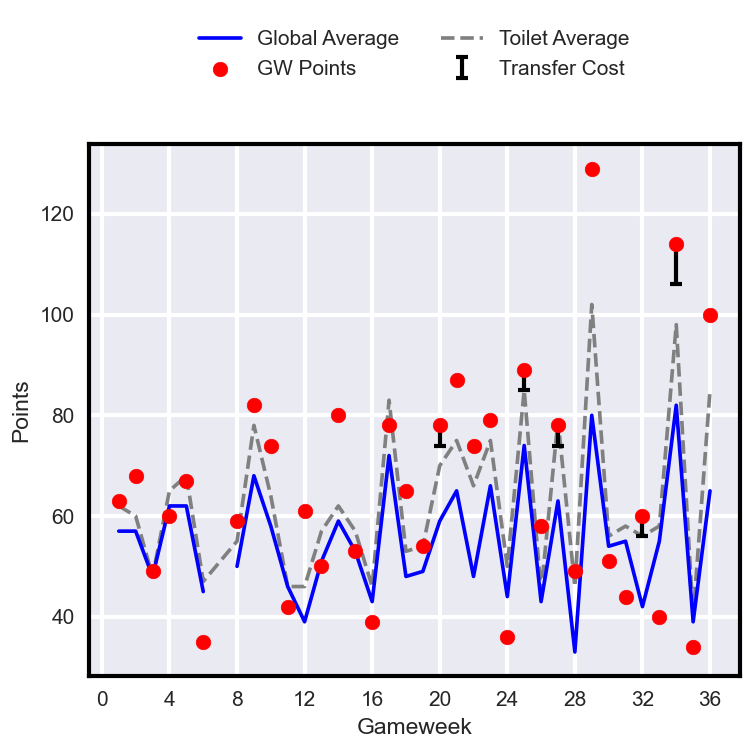 Global Average
Toilet Average
GW Points
Transfer Cost
120
100
80
60
40
Points
0 4 8 12 16 20 24 28 32 36
Gameweek